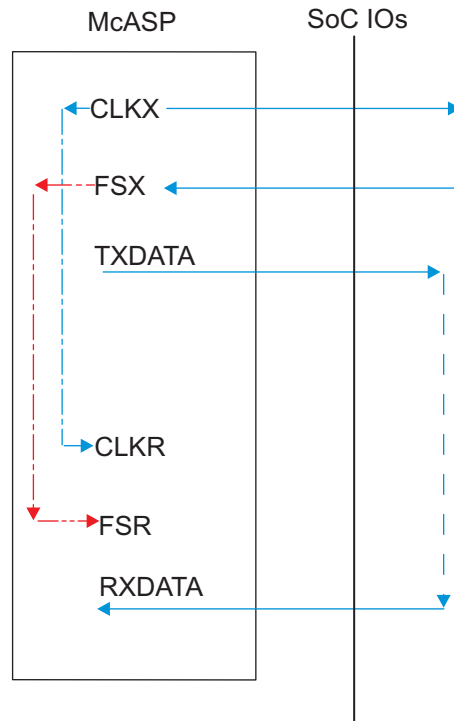 McASP
SoC IOs
CLKX
FSX
TXDATA
CLKR
FSR
RXDATA